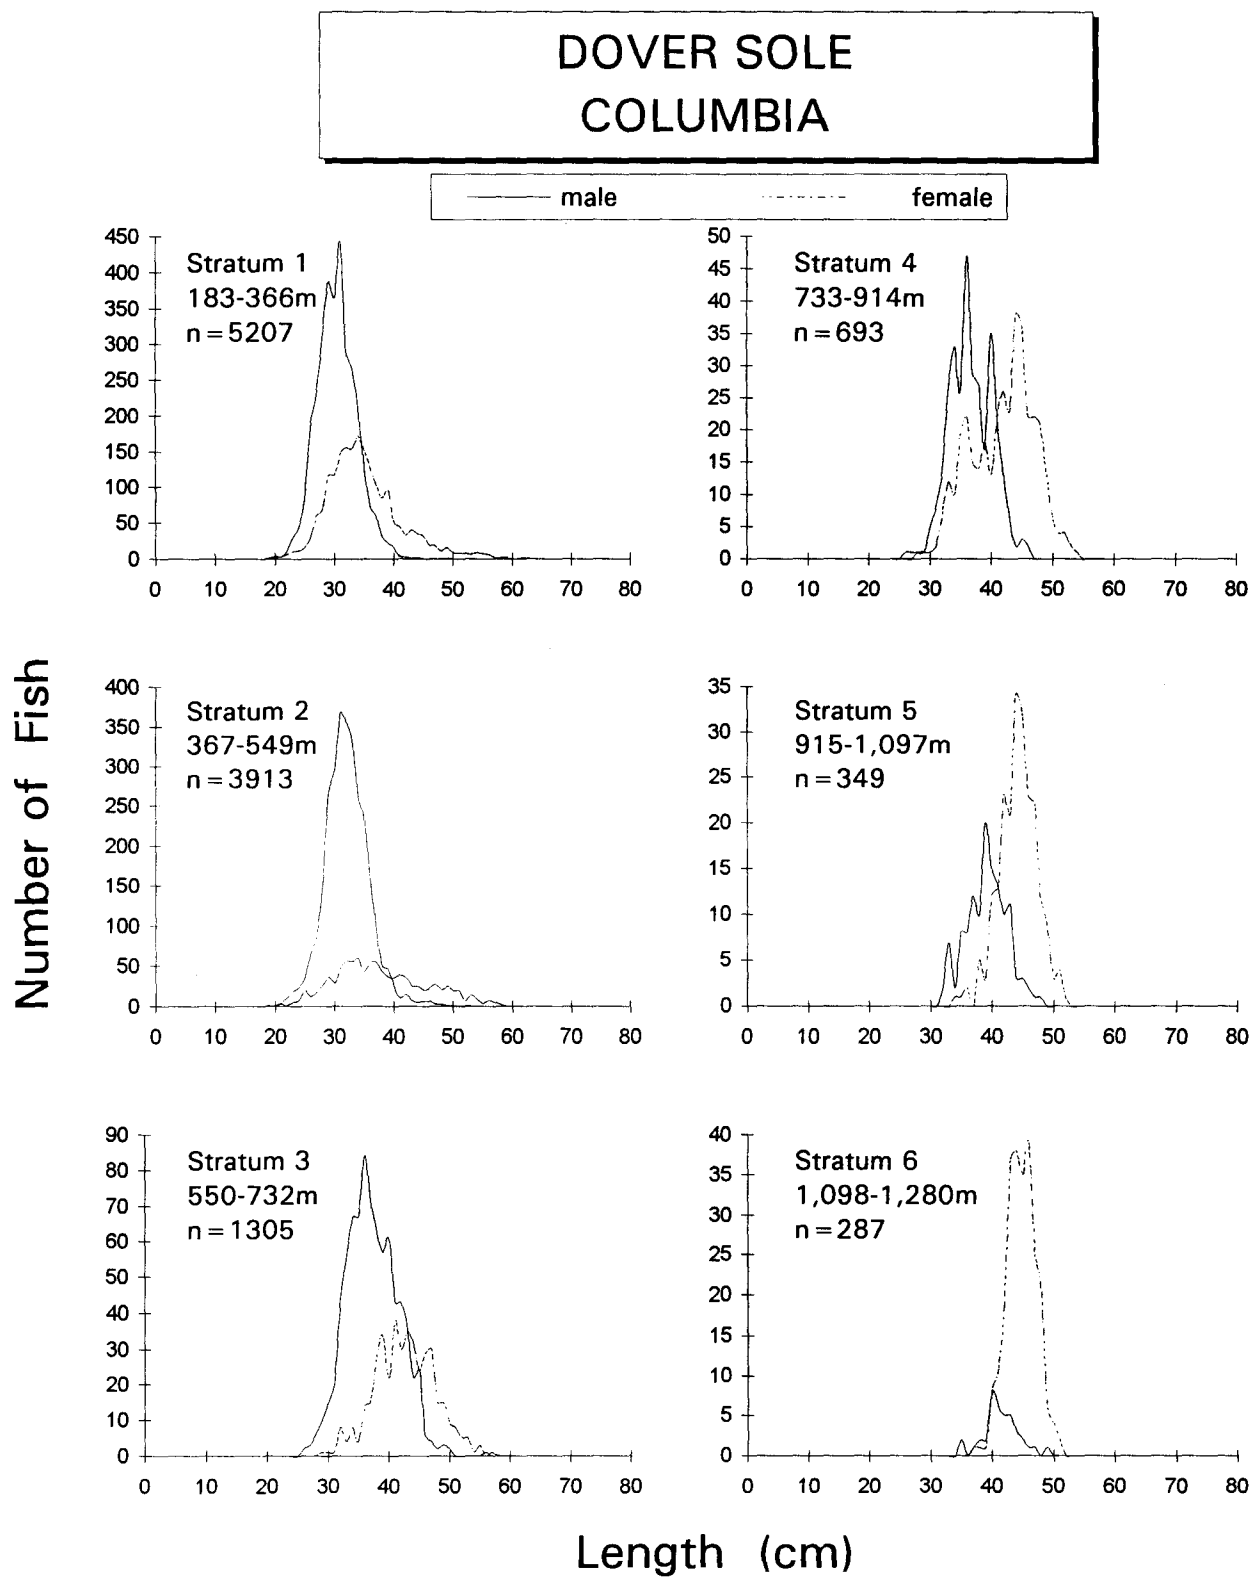 DOVER SOLE
COLUMBIA
male female
Number of Fish
450
400
350
300
250
200
150
100
50
0
Stratum 1
183-366m
n=5207
0 10 20 30 40 50 60 70 80
50
45
40
35
30
25
20
15
10
5
0
Stratum 4
733-914m
n=693
0 10 20 30 40 50 60 70 80
400
350
300
250
200
150
100
50
0
Stratum 2
367-549m
n=3913
0 10 20 30 40 50 60 70 80
35
30
25
20
15
10
5
0
Stratum 5
915-1,097m
n=349
0 10 20 30 40 50 60 70 80
90
80
70
60
50
40
30
20
10
0
Stratum 3
550-732m
n=1305
0 10 20 30 40 50 60 70 80
40
35
30
25
20
15
10
5
0
Stratum 6
1,098-1,280m
n=287
0 10 20 30 40 50 60 70 80
Length (cm)